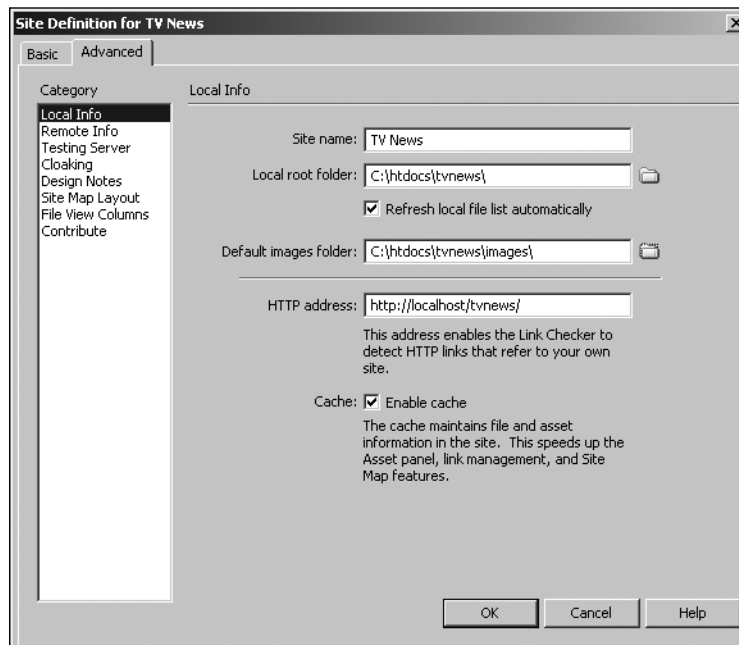 Site Definition for TV News
Basic
Advanced
Category
Local Info
Local Info
Remote Info
Testing Server
Cloaking
Design Notes
Site Map Layout
File View Columns
Contribute
Site name: TV News
Local root folder: C:\htdocs\tvnews\
Refresh local file list automatically
Default images folder: C:\htdocs\tvnews\images\
HTTP address: http://localhost/tvnews/
This address enables the Link Checker to
detect HTTP links that refer to your own
site.
Cache: Enable cache
The cache maintains file and asset
information in the site. This speeds up the
Asset panel, link management, and Site
Map features.
OK
Cancel
Help